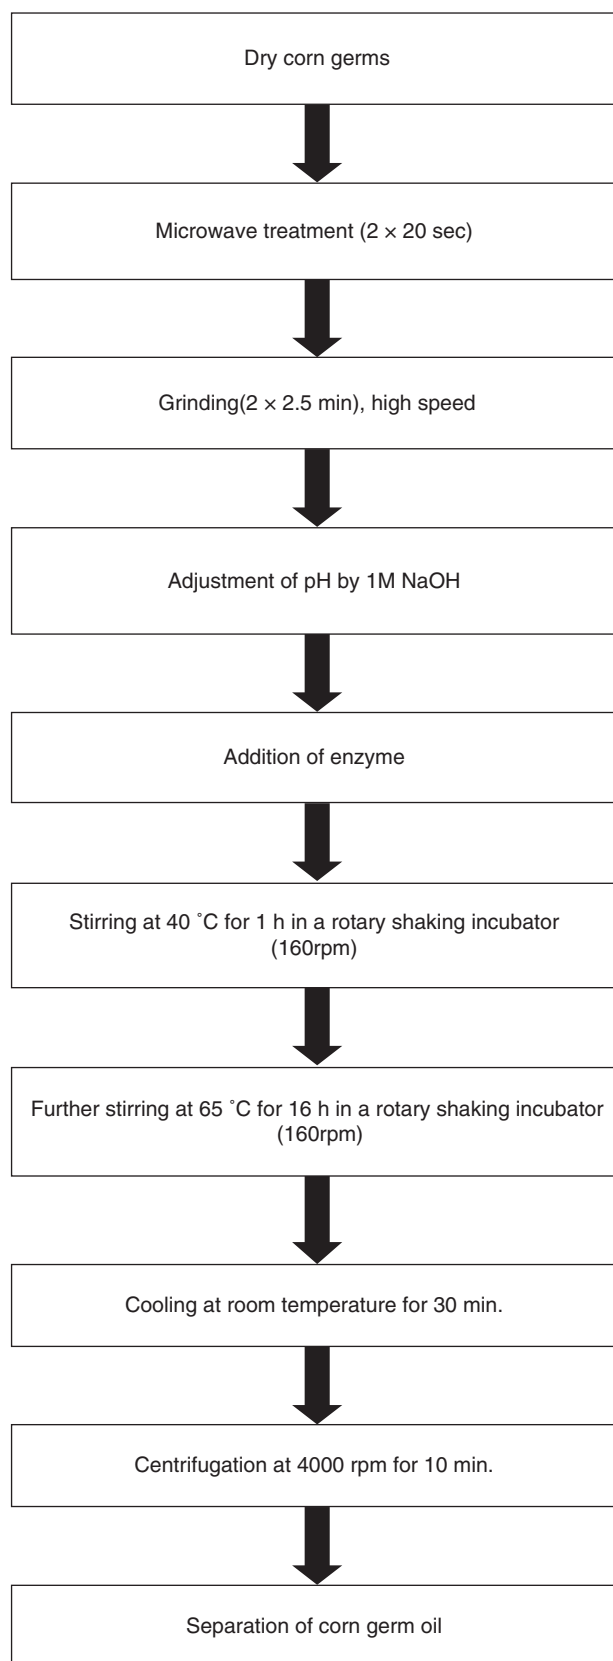 Dry corn germs
Microwave treatment (2 × 20 sec)
Grinding(2 × 2.5 min), high speed
Adjustment of pH by 1M NaOH
Addition of enzyme
Stirring at 40 ˚C for 1 h in a rotary shaking incubator
(160rpm)
Further stirring at 65 ˚C for 16 h in a rotary shaking incubator
(160rpm)
Cooling at room temperature for 30 min.
Centrifugation at 4000 rpm for 10 min.
Separation of corn germ oil